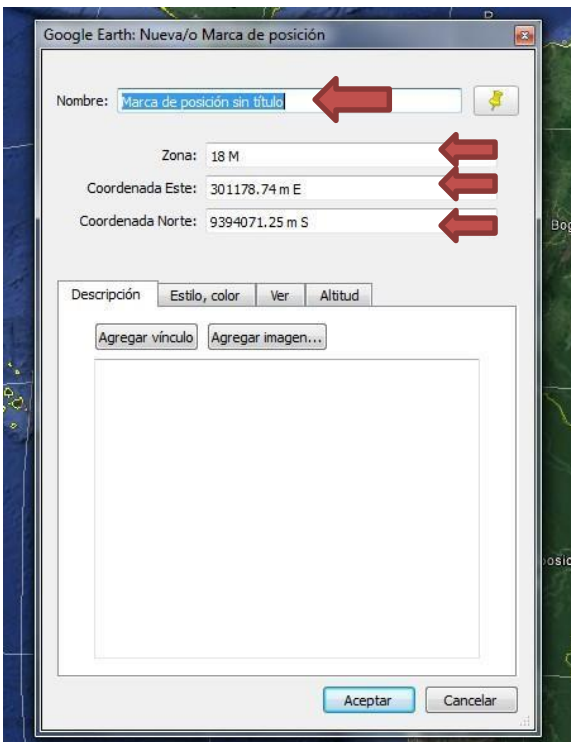 Google Earth: Nueva/o Marca de posición
Nombre: Marca de posición sin título
Zona: 18 M
Coordenada Este: 301178.74 m E
Coordenada Norte: 9394071.25 m S
Descripción Estilo, color Ver Altitud
Agregar vínculo Agregar imagen...
Aceptar Cancelar